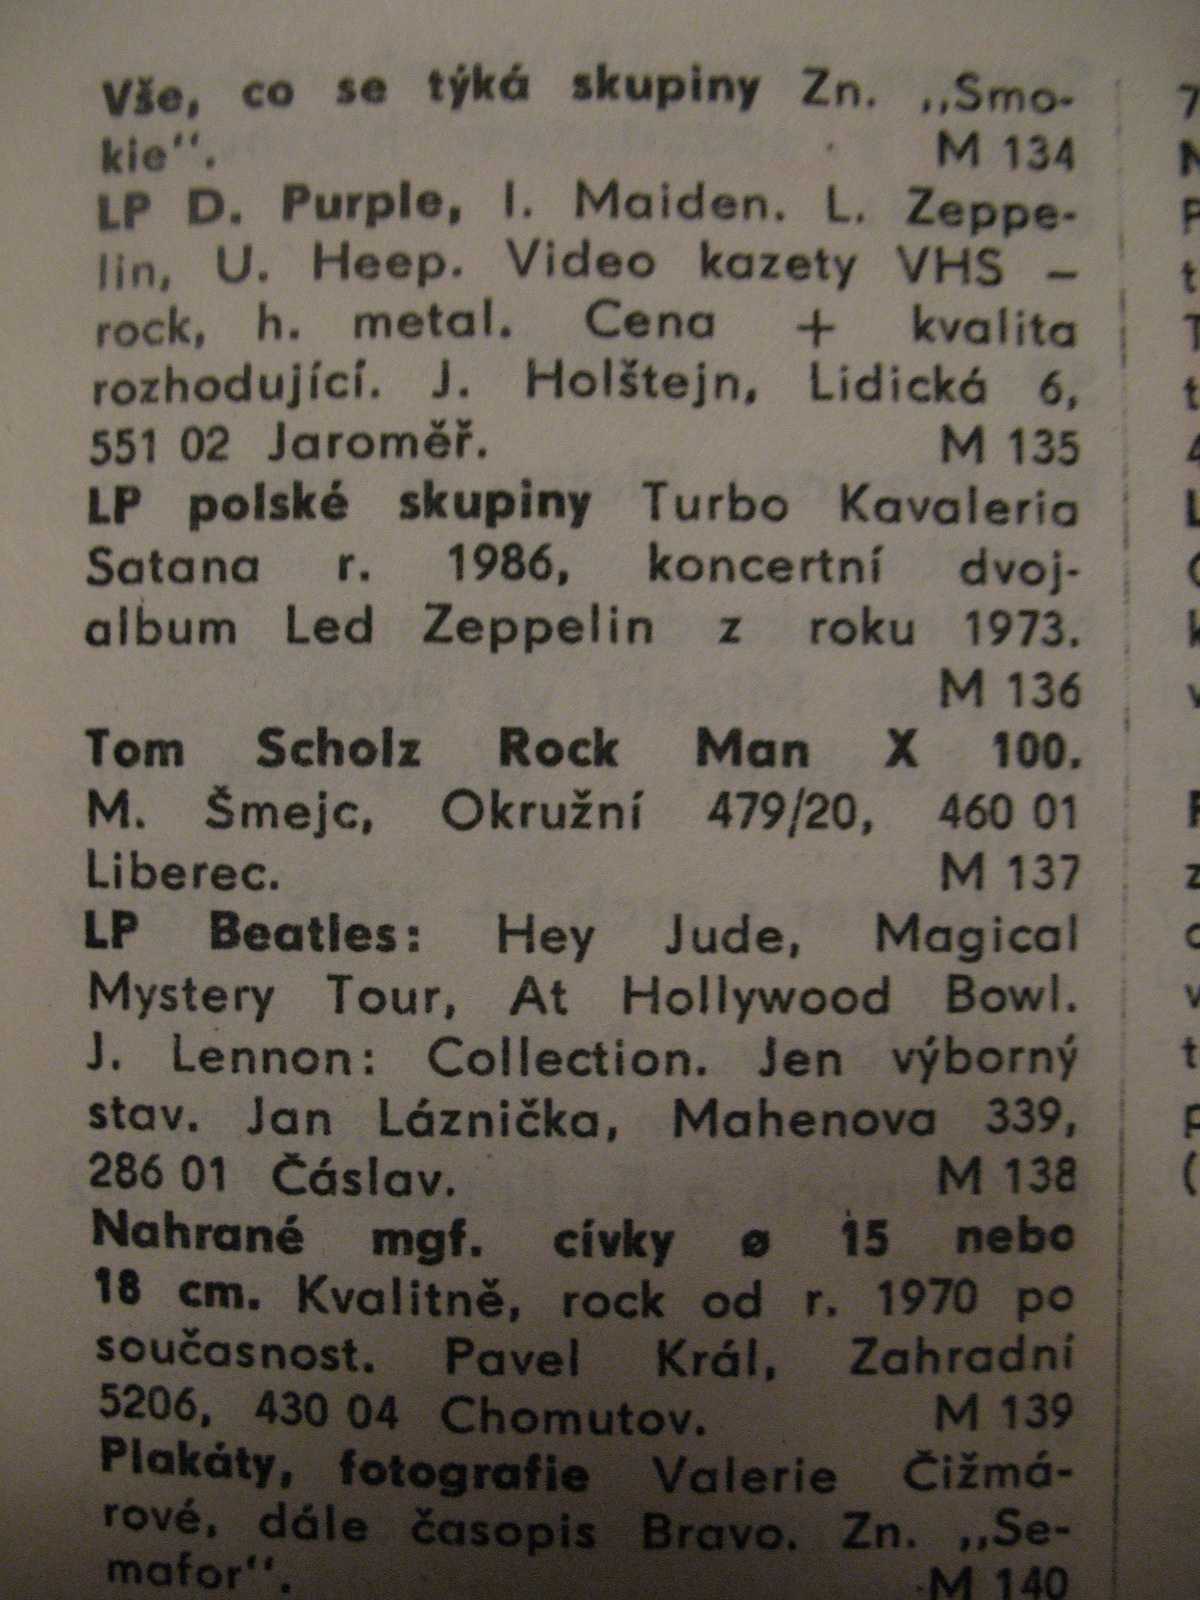 Vše, co se týká skupiny Zn. ,,Smo-
kie‘‘. M 134
LP D. Purple, I. Maiden. L. Zeppe-
lin, U. Heep. Video kazety VHS –
rock, h. metal. Cena + kvalita
rozhodující. J. Holštejn, Lidická 6,
551 02 Jaroměř. M 135
LP polské skupiny Turbo Kavaleria
Satana r. 1986, koncertní dvoj-
album Led Zeppelin z roku 1973.
M 136
Tom Scholz Rock Man X 100.
M. Šmejc, Okružní 479/20, 460 01
Liberec. M 137
LP Beatles: Hey Jude, Magical
Mystery Tour, At Hollywood Bowl.
J. Lennon: Collection. Jen výborný
stav. Jan Láznička, Mahenova 339,
286 01 Čáslav. M 138
Nahrané mgf. cívky ø 15 nebo
18 cm. Kvalitně, rock od r. 1970 po
současnost. Pavel Král, Zahradní
5206, 430 04 Chomutov. M 139
Plakáty, fotografie Valerie Čižmá-
rové, dále časopis Bravo. Zn. ,,Se-
mafor‘‘. M 140